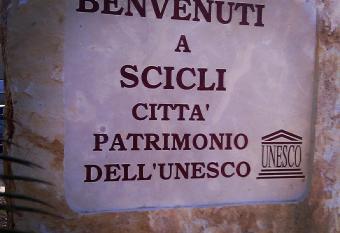 BENVENUTI
A
SCICLI
CITTA'
PATRIMONIO
DELL'UNESCO
UNESCO